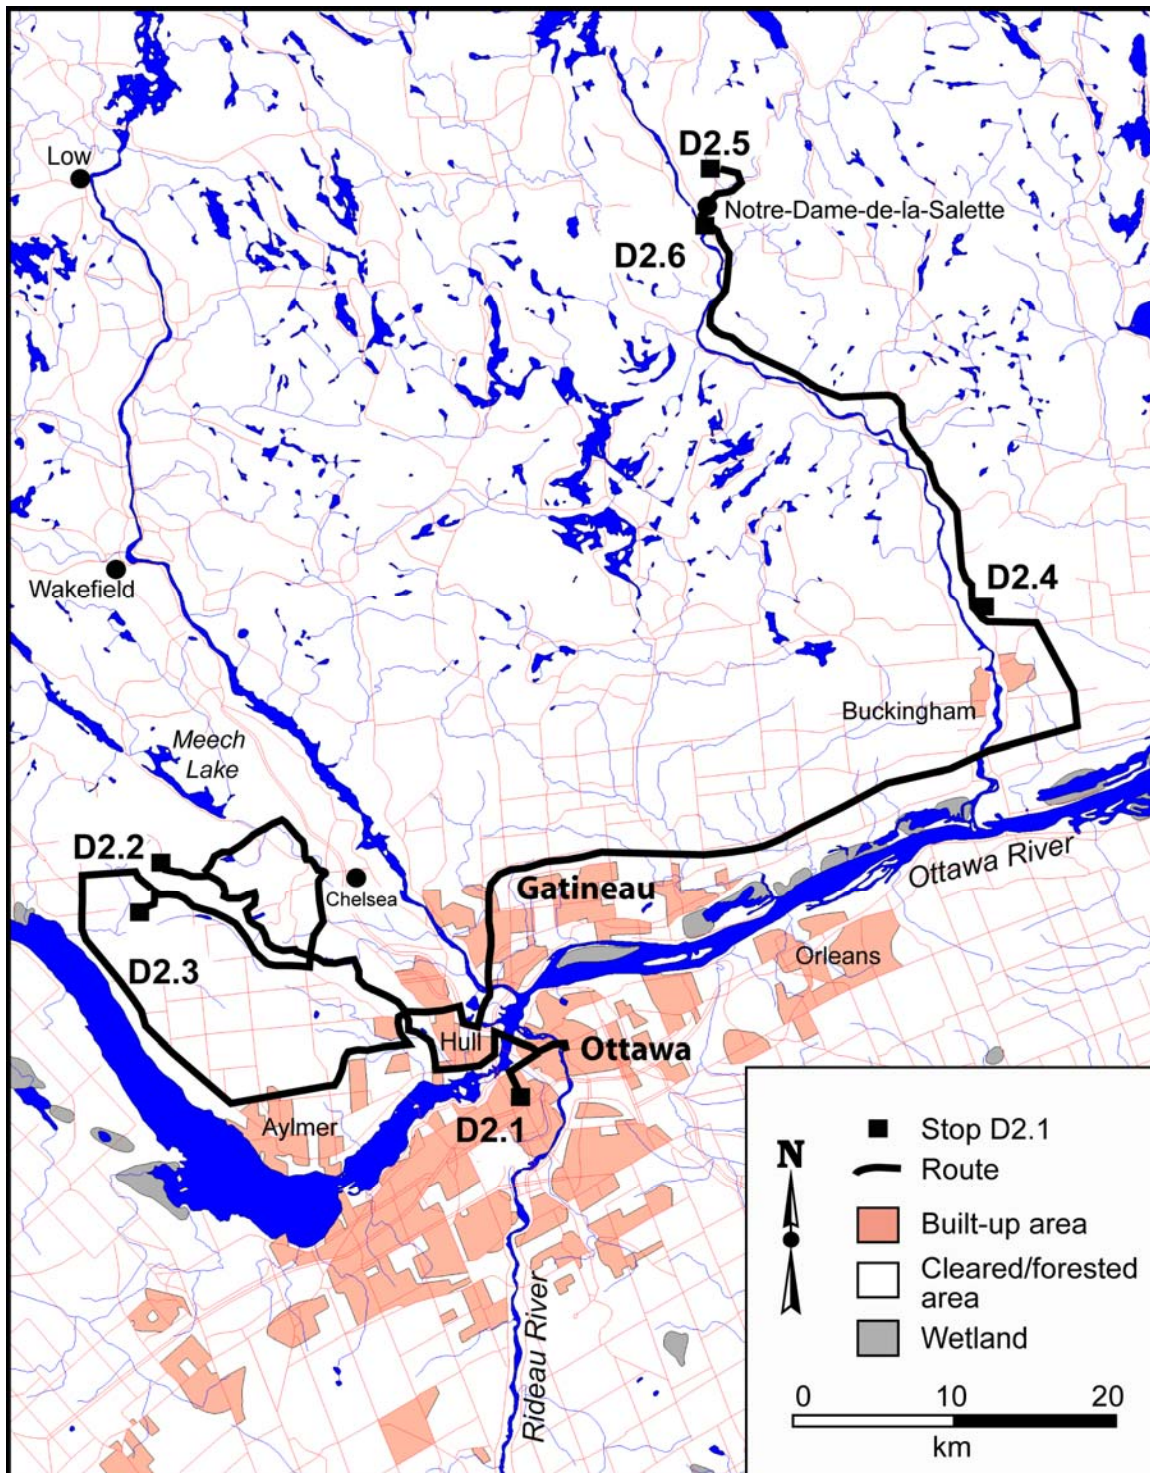 D2.5
Low
Notre-Dame-de-la-Salette
D2.6
Wakefield
D2.4
Buckingham
Meech
Lake
D2.2
Chelsea
Gatineau
Ottawa River
Orleans
D2.3
Hull
Ottawa
Aylmer
D2.1
Rideau River
N
Stop D2.1
Route
Built-up area
Cleared/forested
area
Wetland
0 10 20
km